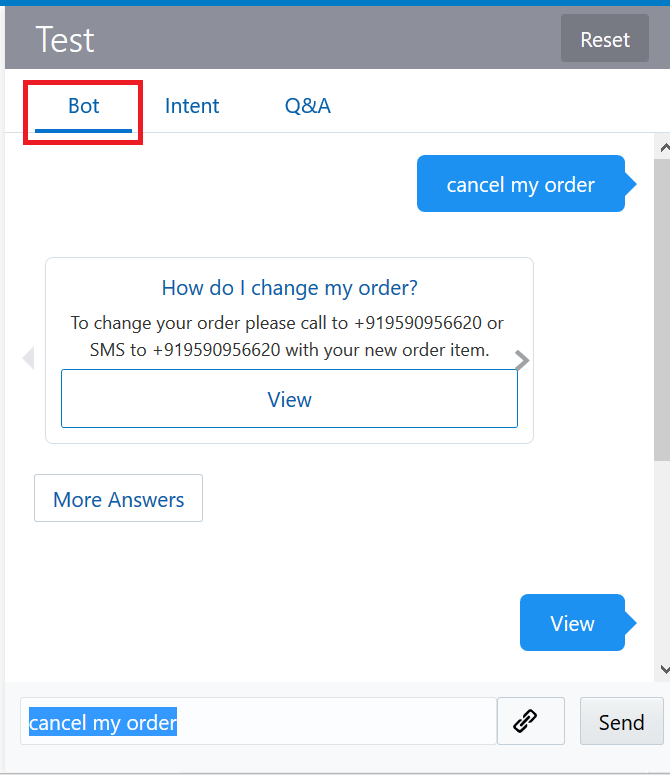 Test
Reset
Bot
Intent
Q&A
cancel my order
How do I change my order?
To change your order please call to +919590956620 or
SMS to +919590956620 with your new order item.
View
More Answers
View
cancel my order
Send